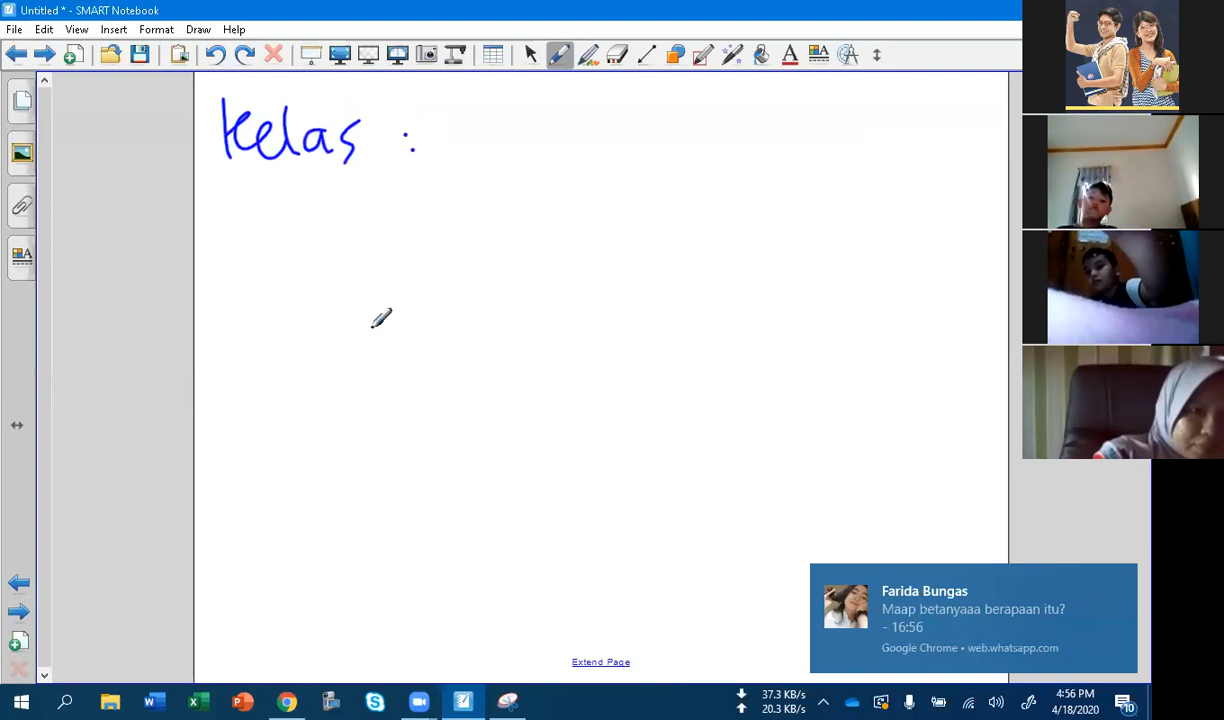 Untitled * - SMART Notebook
File Edit View Insert Format Draw Help
Kelas :
Farida Bungas
Maap betanyaaa berapaan itu?
- 16:56
Google Chrome • web.whatsapp.com
Extend Page
37.3 KB/s
20.3 KB/s
4:56 PM
4/18/2020
10